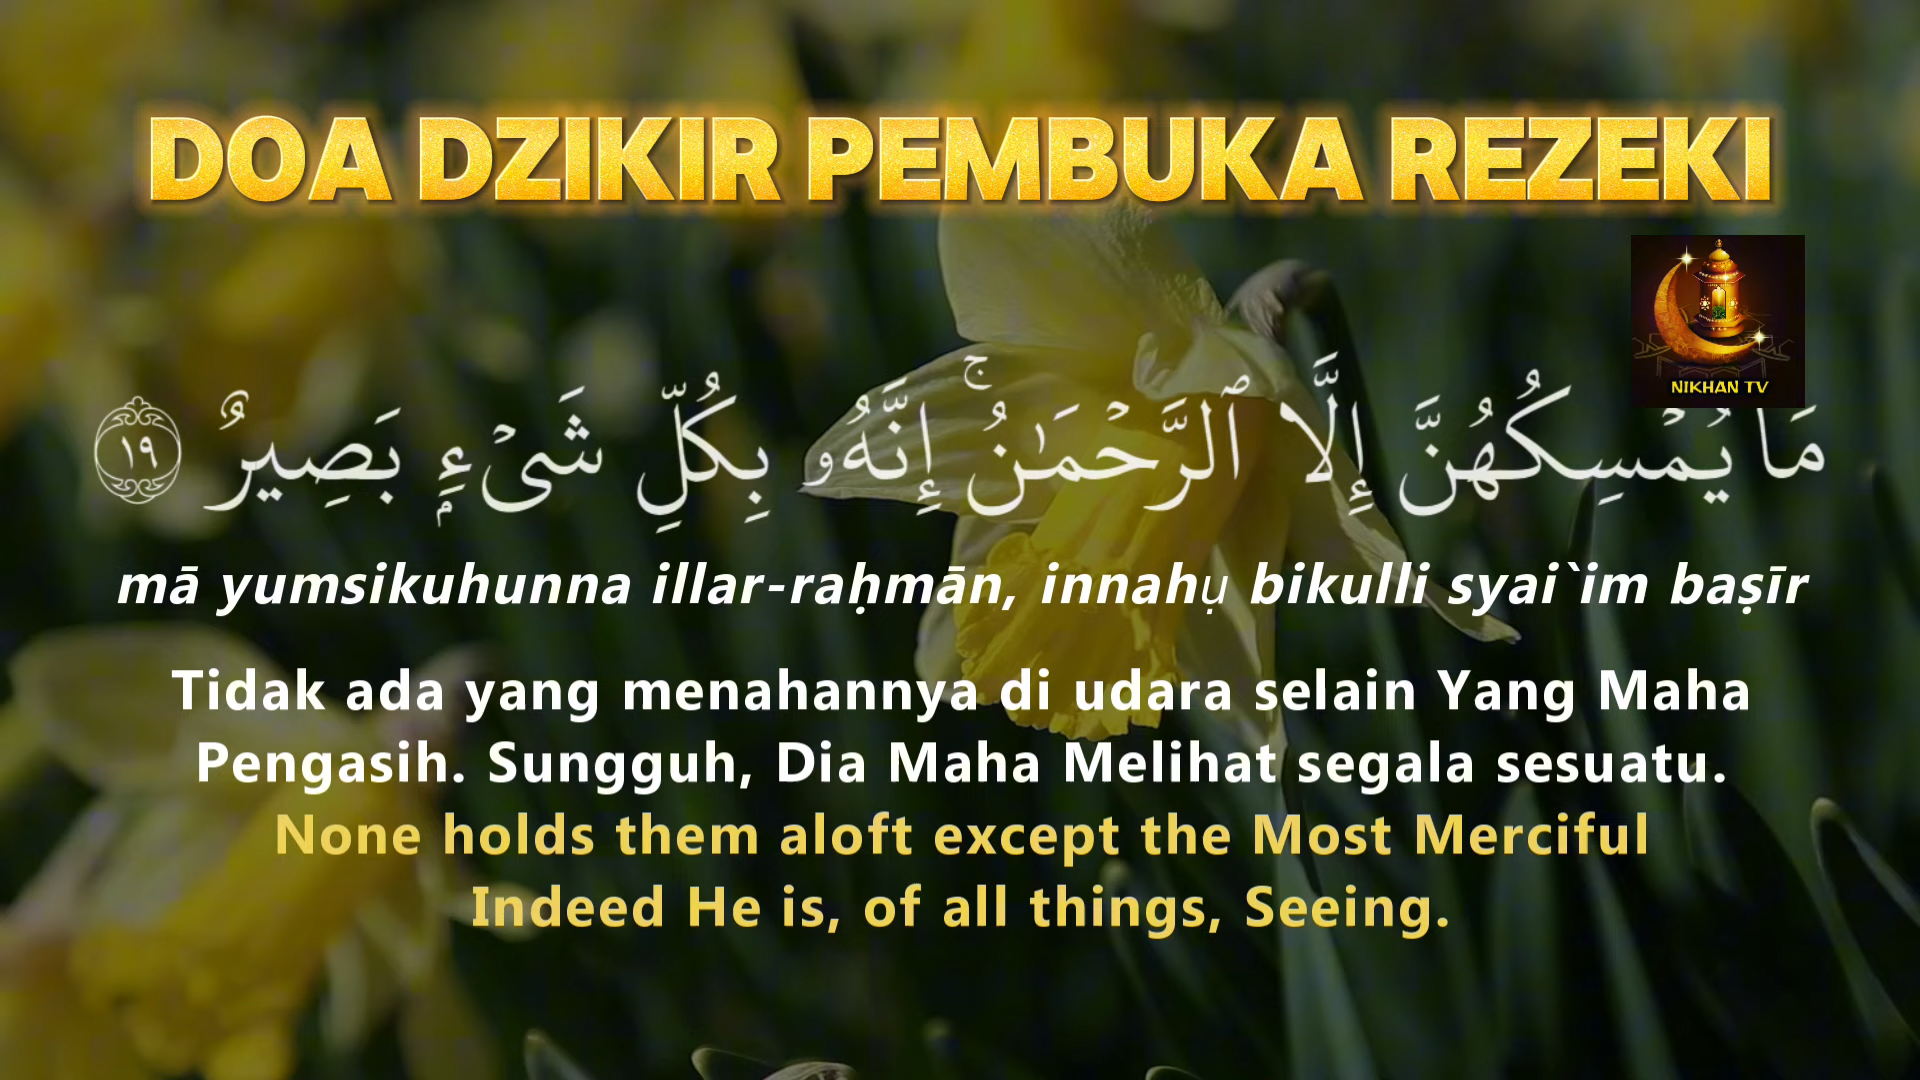 DOA DZIKIR PEMBUKA REZEKI
NIKHAN TV
مَا يُمْسِكُهُنَّ إِلَّا ٱلرَّحْمَـٰنُ ۚ إِنَّهُۥ بِكُلِّ شَىْءٍۭ بَصِيرٌ ١٩
mā yumsikuhunna illar-raḥmān, innahụ bikulli syai`im baṣīr
Tidak ada yang menahannya di udara selain Yang Maha
Pengasih. Sungguh, Dia Maha Melihat segala sesuatu.
None holds them aloft except the Most Merciful
Indeed He is, of all things, Seeing.